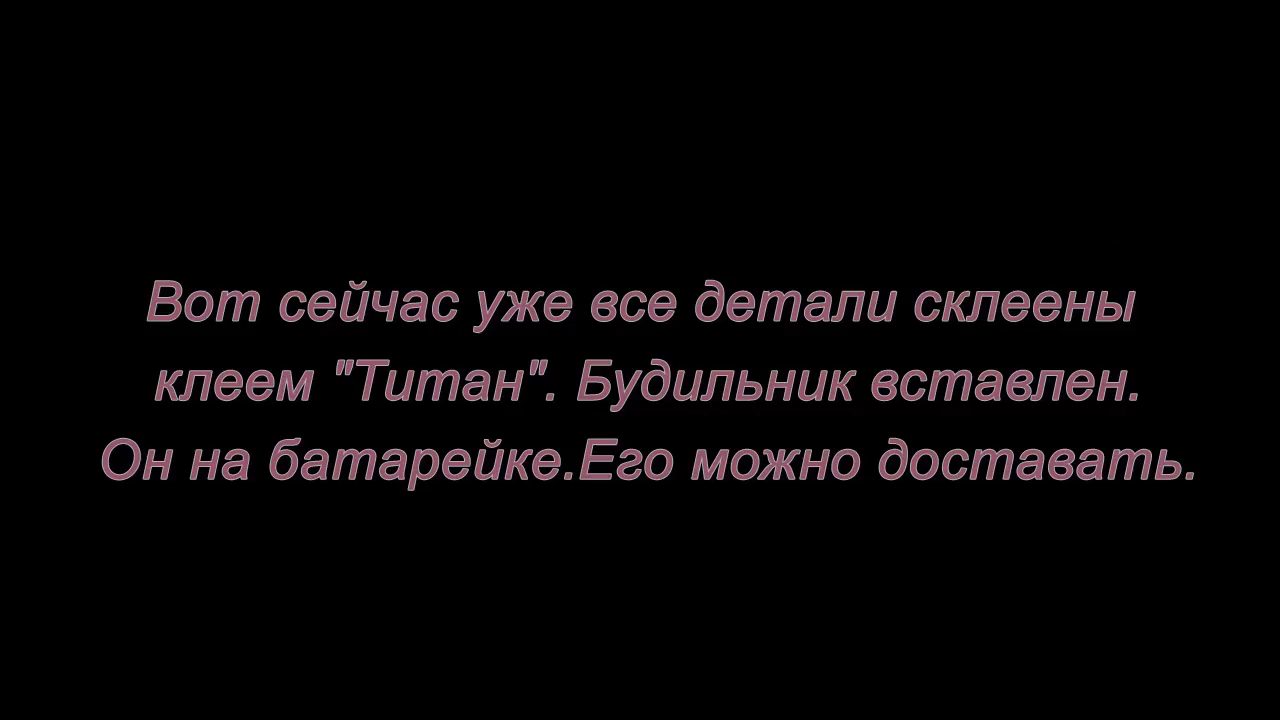 Вот сейчас уже все детали склеены
клеем "Титан". Будильник вставлен.
Он на батарейке.Его можно доставать.